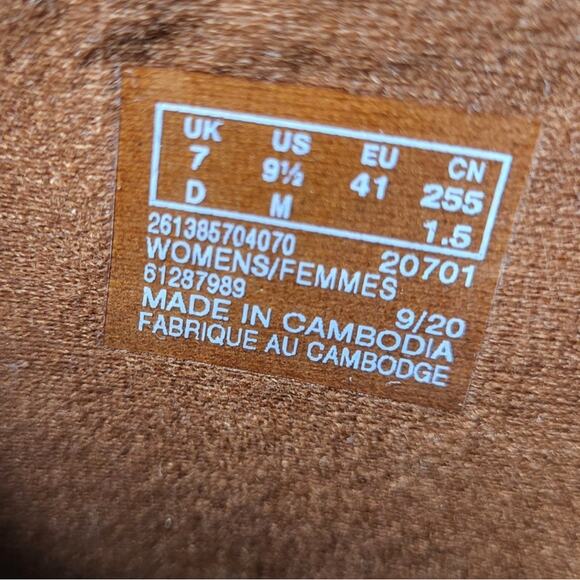 UK US EU CN
7 9½ 41 255
D M 1.5
261385704070 20701
WOMENS/FEMMES
61287989 9/20
MADE IN CAMBODIA
FABRIQUE AU CAMBODGE